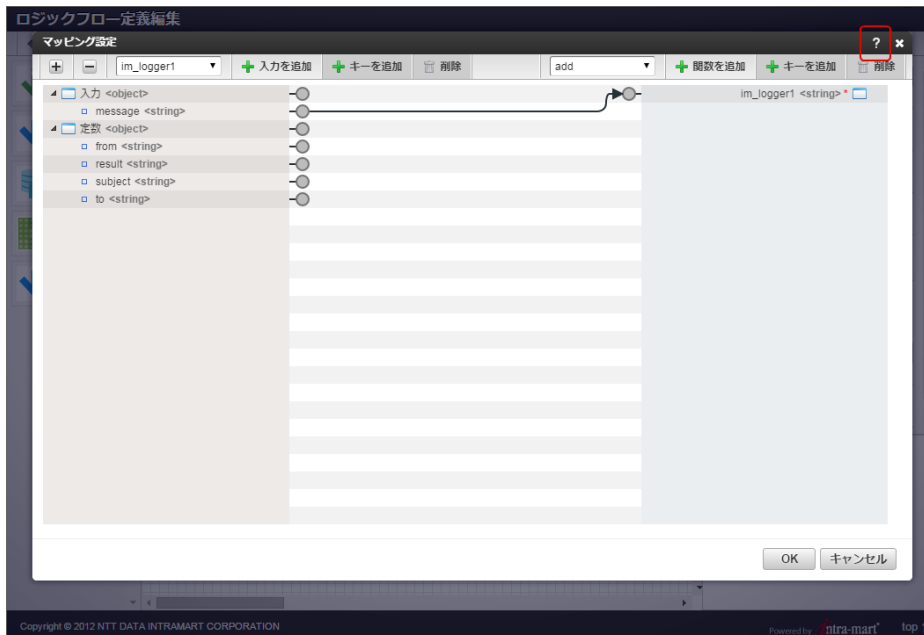 ロジックフロー定義編集
マッピング設定 ?
im_logger1 入力を追加 キーを追加 削除 add 関数を追加 キーを追加 削除
入力 <object> im_logger1 <string> *
message <string>
定数 <object>
from <string>
result <string>
subject <string>
to <string>
OK キャンセル
Copyright © 2012 NTT DATA INTRAMART CORPORATION Powered by intra-mart top